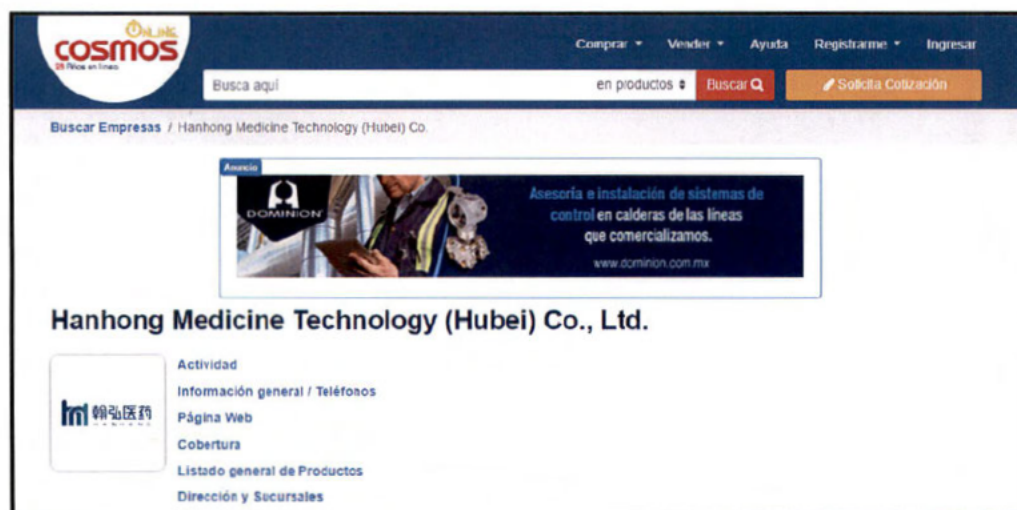 ONLINE
COSMOS
25 Años en línea
Comprar Vender Ayuda Registrarme Ingresar
Busca aquí en productos Buscar Solicita Cotización
Buscar Empresas / Hanhong Medicine Technology (Hubei) Co.
Anuncio
DOMINION
Asesoría e instalación de sistemas de
control en calderas de las líneas
que comercializamos.
www.dominion.com.mx
Hanhong Medicine Technology (Hubei) Co., Ltd.
翰弘医药
HANHONG
Actividad
Información general / Teléfonos
Página Web
Cobertura
Listado general de Productos
Dirección y Sucursales